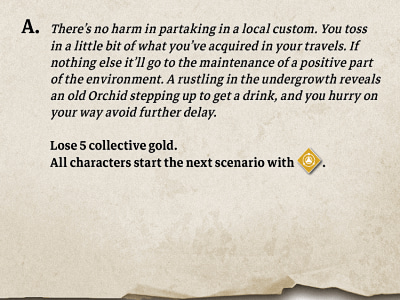 A. There's no harm in partaking in a local custom. You toss
in a little bit of what you've acquired in your travels. If
nothing else it'll go to the maintenance of a positive part
of the environment. A rustling in the undergrowth reveals
an old Orchid stepping up to get a drink, and you hurry on
your way avoid further delay.
Lose 5 collective gold.
All characters start the next scenario with .